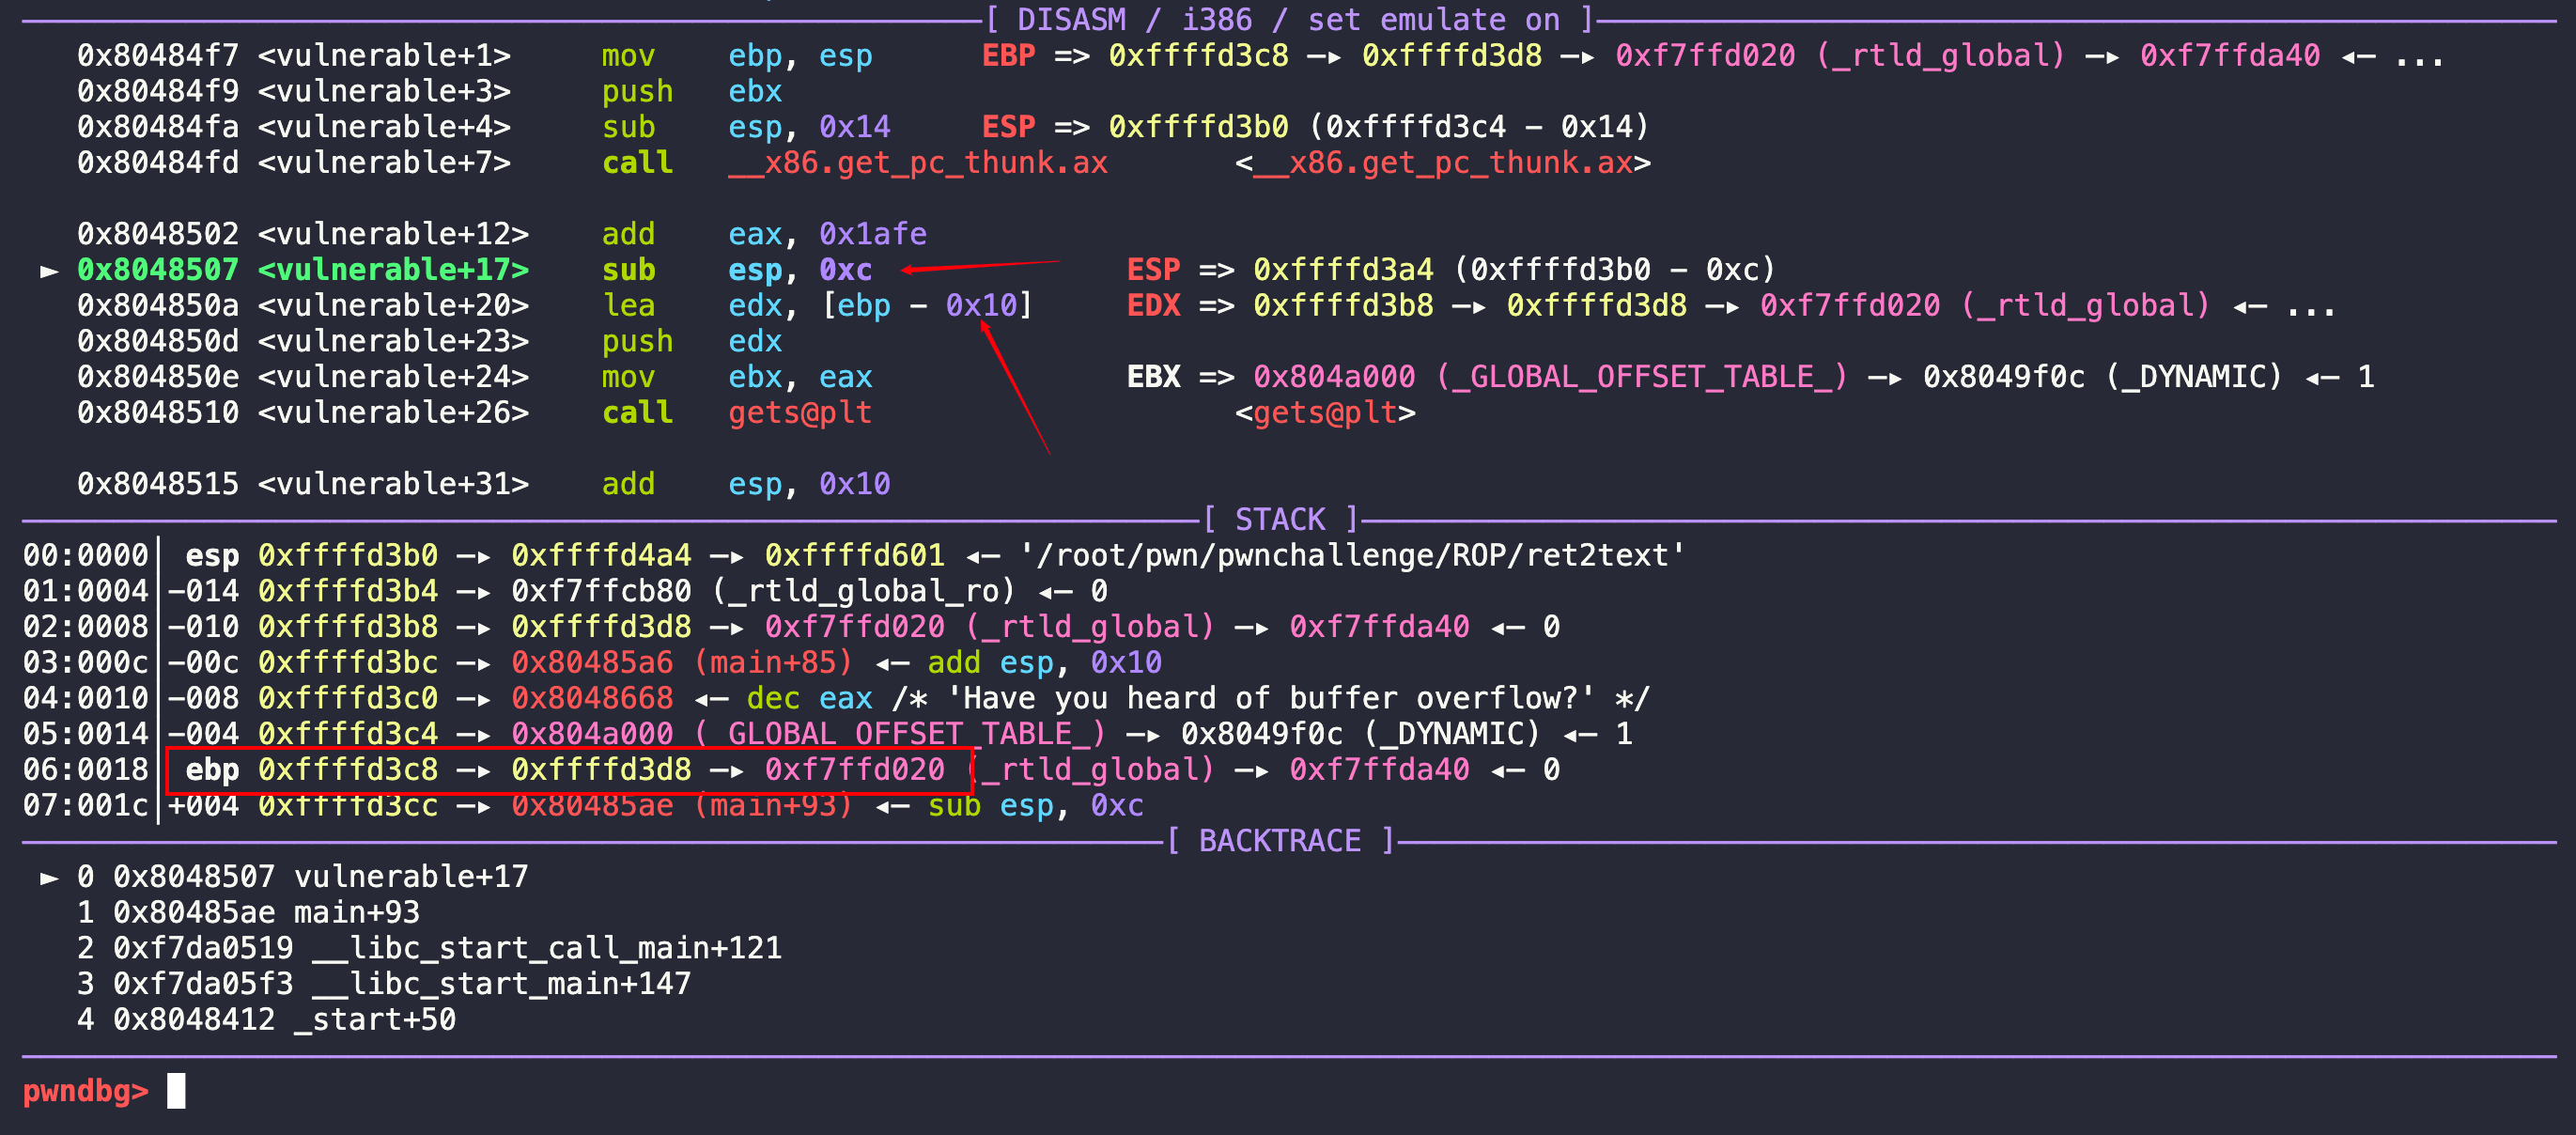 [ DISASM / i386 / set emulate on ]
0x80484f7 <vulnerable+1> mov ebp, esp EBP => 0xffffd3c8 —▸ 0xffffd3d8 —▸ 0xf7ffd020 (_rtld_global) —▸ 0xf7ffda40 ◂— ...
0x80484f9 <vulnerable+3> push ebx
0x80484fa <vulnerable+4> sub esp, 0x14 ESP => 0xffffd3b0 (0xffffd3c4 - 0x14)
0x80484fd <vulnerable+7> call __x86.get_pc_thunk.ax <__x86.get_pc_thunk.ax>
0x8048502 <vulnerable+12> add eax, 0x1afe
► 0x8048507 <vulnerable+17> sub esp, 0xc ESP => 0xffffd3a4 (0xffffd3b0 - 0xc)
0x804850a <vulnerable+20> lea edx, [ebp - 0x10] EDX => 0xffffd3b8 —▸ 0xffffd3d8 —▸ 0xf7ffd020 (_rtld_global) ◂— ...
0x804850d <vulnerable+23> push edx
0x804850e <vulnerable+24> mov ebx, eax EBX => 0x804a000 (_GLOBAL_OFFSET_TABLE_) —▸ 0x8049f0c (_DYNAMIC) ◂— 1
0x8048510 <vulnerable+26> call gets@plt <gets@plt>
0x8048515 <vulnerable+31> add esp, 0x10
[ STACK ]
00:0000│ esp 0xffffd3b0 —▸ 0xffffd4a4 —▸ 0xffffd601 ◂— '/root/pwn/pwnchallenge/ROP/ret2text'
01:0004│-014 0xffffd3b4 —▸ 0xf7ffcb80 (_rtld_global_ro) ◂— 0
02:0008│-010 0xffffd3b8 —▸ 0xffffd3d8 —▸ 0xf7ffd020 (_rtld_global) —▸ 0xf7ffda40 ◂— 0
03:000c│-00c 0xffffd3bc —▸ 0x80485a6 (main+85) ◂— add esp, 0x10
04:0010│-008 0xffffd3c0 —▸ 0x8048668 ◂— dec eax /* 'Have you heard of buffer overflow?' */
05:0014│-004 0xffffd3c4 —▸ 0x804a000 (_GLOBAL_OFFSET_TABLE_) —▸ 0x8049f0c (_DYNAMIC) ◂— 1
06:0018│ ebp 0xffffd3c8 —▸ 0xffffd3d8 —▸ 0xf7ffd020 (_rtld_global) —▸ 0xf7ffda40 ◂— 0
07:001c│+004 0xffffd3cc —▸ 0x80485ae (main+93) ◂— sub esp, 0xc
[ BACKTRACE ]
► 0 0x8048507 vulnerable+17
1 0x80485ae main+93
2 0xf7da0519 __libc_start_call_main+121
3 0xf7da05f3 __libc_start_main+147
4 0x8048412 _start+50
pwndbg>